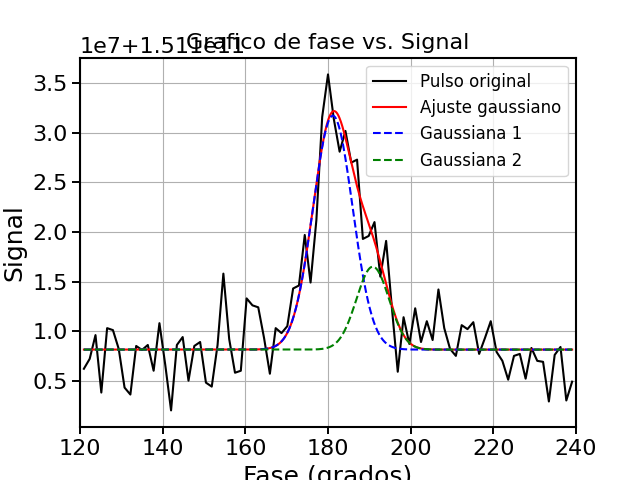 1e7+1.511e11
Grafico de fase vs. Signal
Pulso original
Ajuste gaussiano
Gaussiana 1
Gaussiana 2
3.5
3.0
2.5
2.0
1.5
1.0
0.5
Signal
120 140 160 180 200 220 240
Fase (grados)